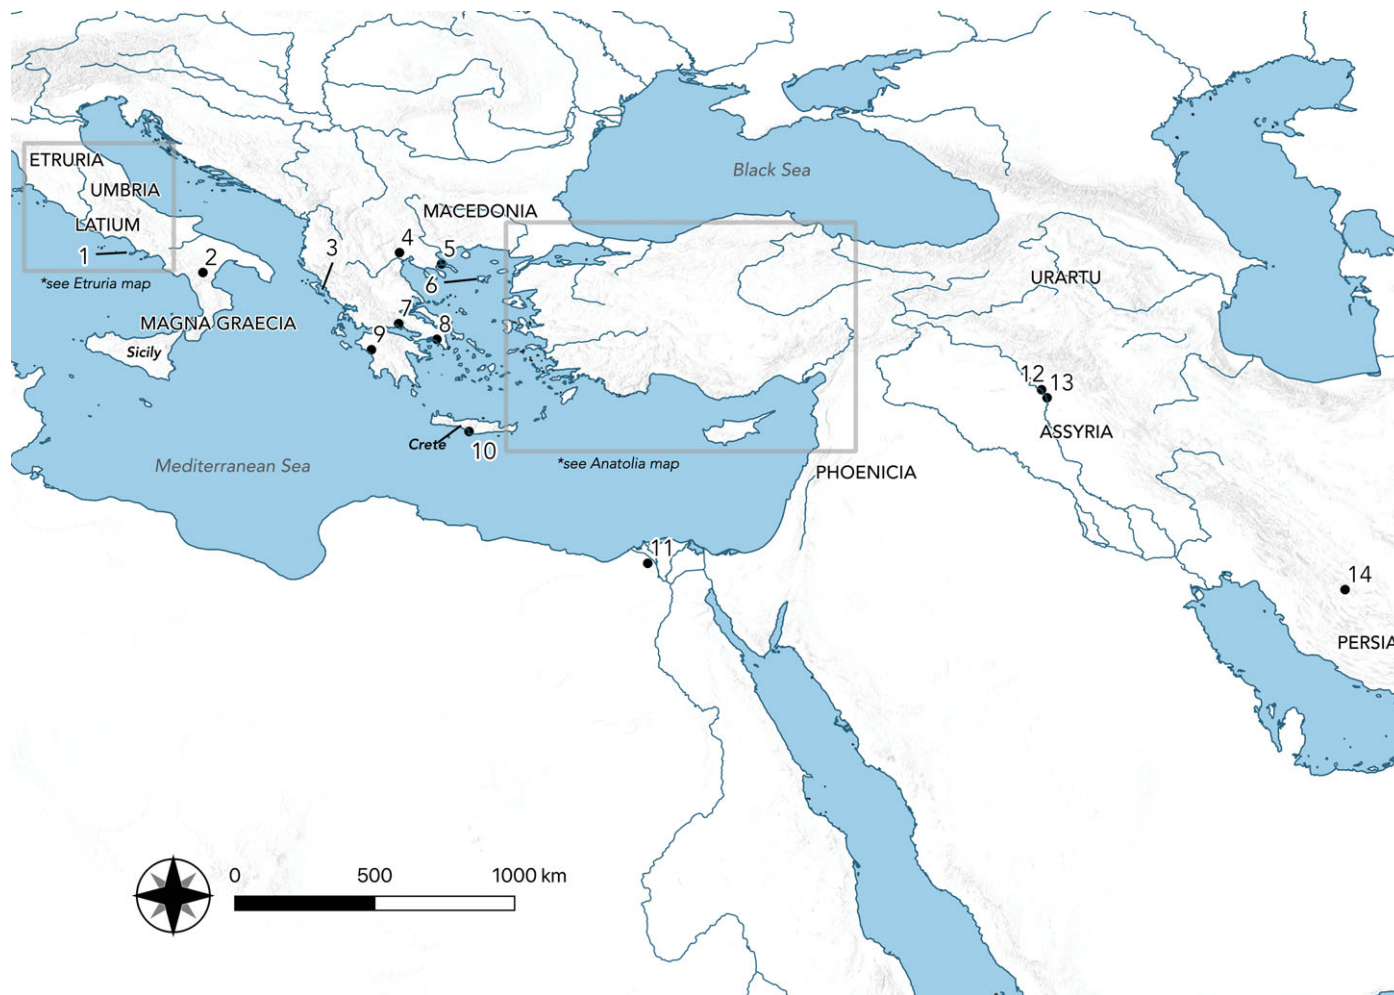 Black Sea
ETRURIA
UMBRIA
LATIUM
MACEDONIA
1
2
3
4
5
6
*see Etruria map
URARTU
MAGNA GRAECIA
Sicily
7
8
9
12
13
ASSYRIA
Crete
10
Mediterranean Sea
*see Anatolia map
PHOENICIA
11
14
PERSIA
0 500 1000 km